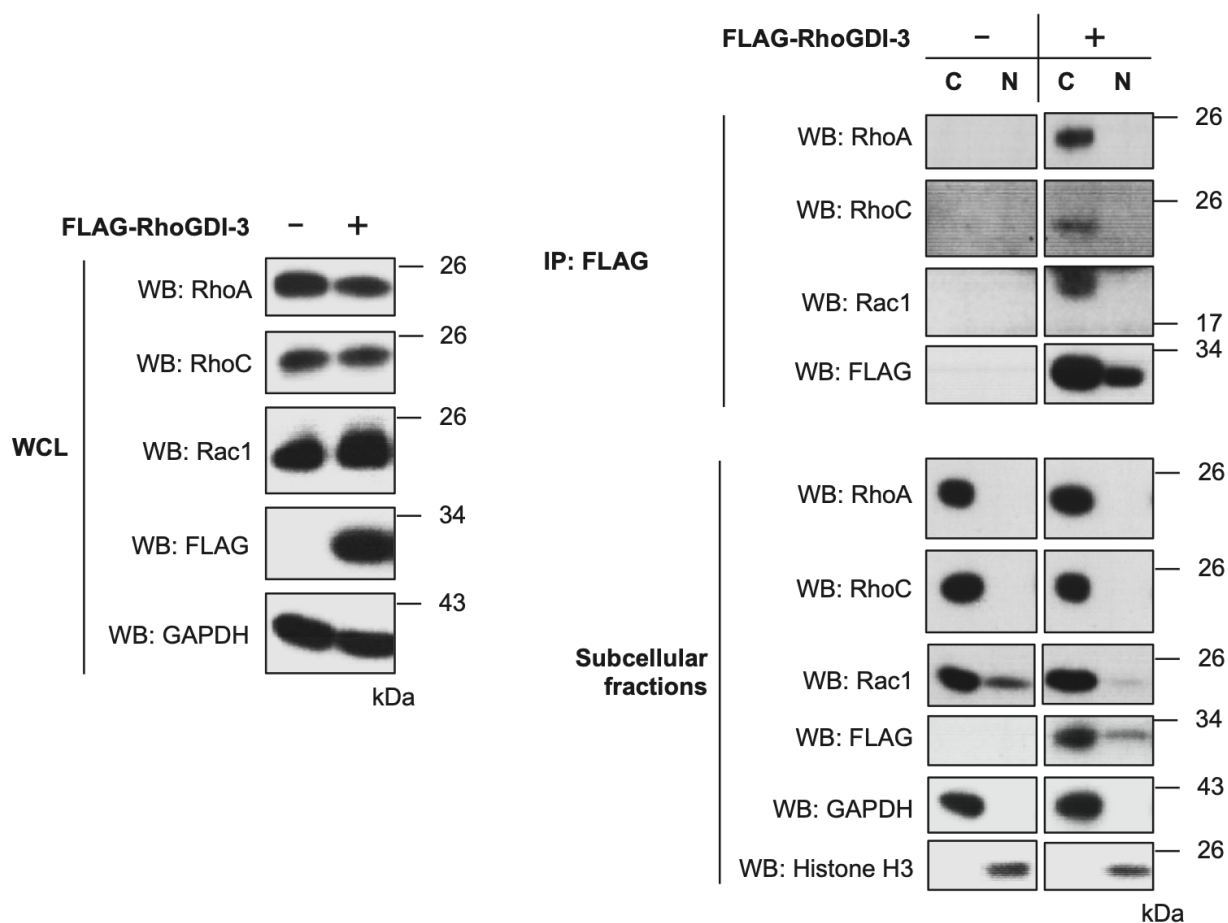 FLAG-RhoGDI-3 − +
WCL
WB: RhoA 26
WB: RhoC 26
WB: Rac1 26
WB: FLAG 34
WB: GAPDH 43
kDa
FLAG-RhoGDI-3 − +
C N C N
IP: FLAG
WB: RhoA 26
WB: RhoC 26
WB: Rac1 17
WB: FLAG 34
Subcellular
fractions
WB: RhoA 26
WB: RhoC 26
WB: Rac1 26
WB: FLAG 34
WB: GAPDH 43
WB: Histone H3 26
kDa